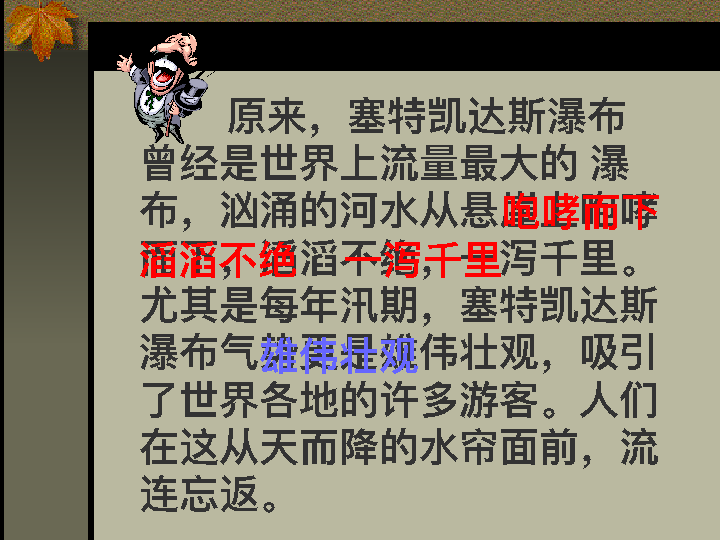 原来，塞特凯达斯瀑布
曾经是世界上流量最大的 瀑
布，汹涌的河水从悬崖上咆哮
咆哮而下
而下，滔滔不绝，一泻千里。
滔滔不绝 一泻千里
尤其是每年汛期，塞特凯达斯
瀑布气势更是雄伟壮观，吸引
雄伟壮观
了世界各地的许多游客。人们
在这从天而降的水帘面前，流
连忘返。